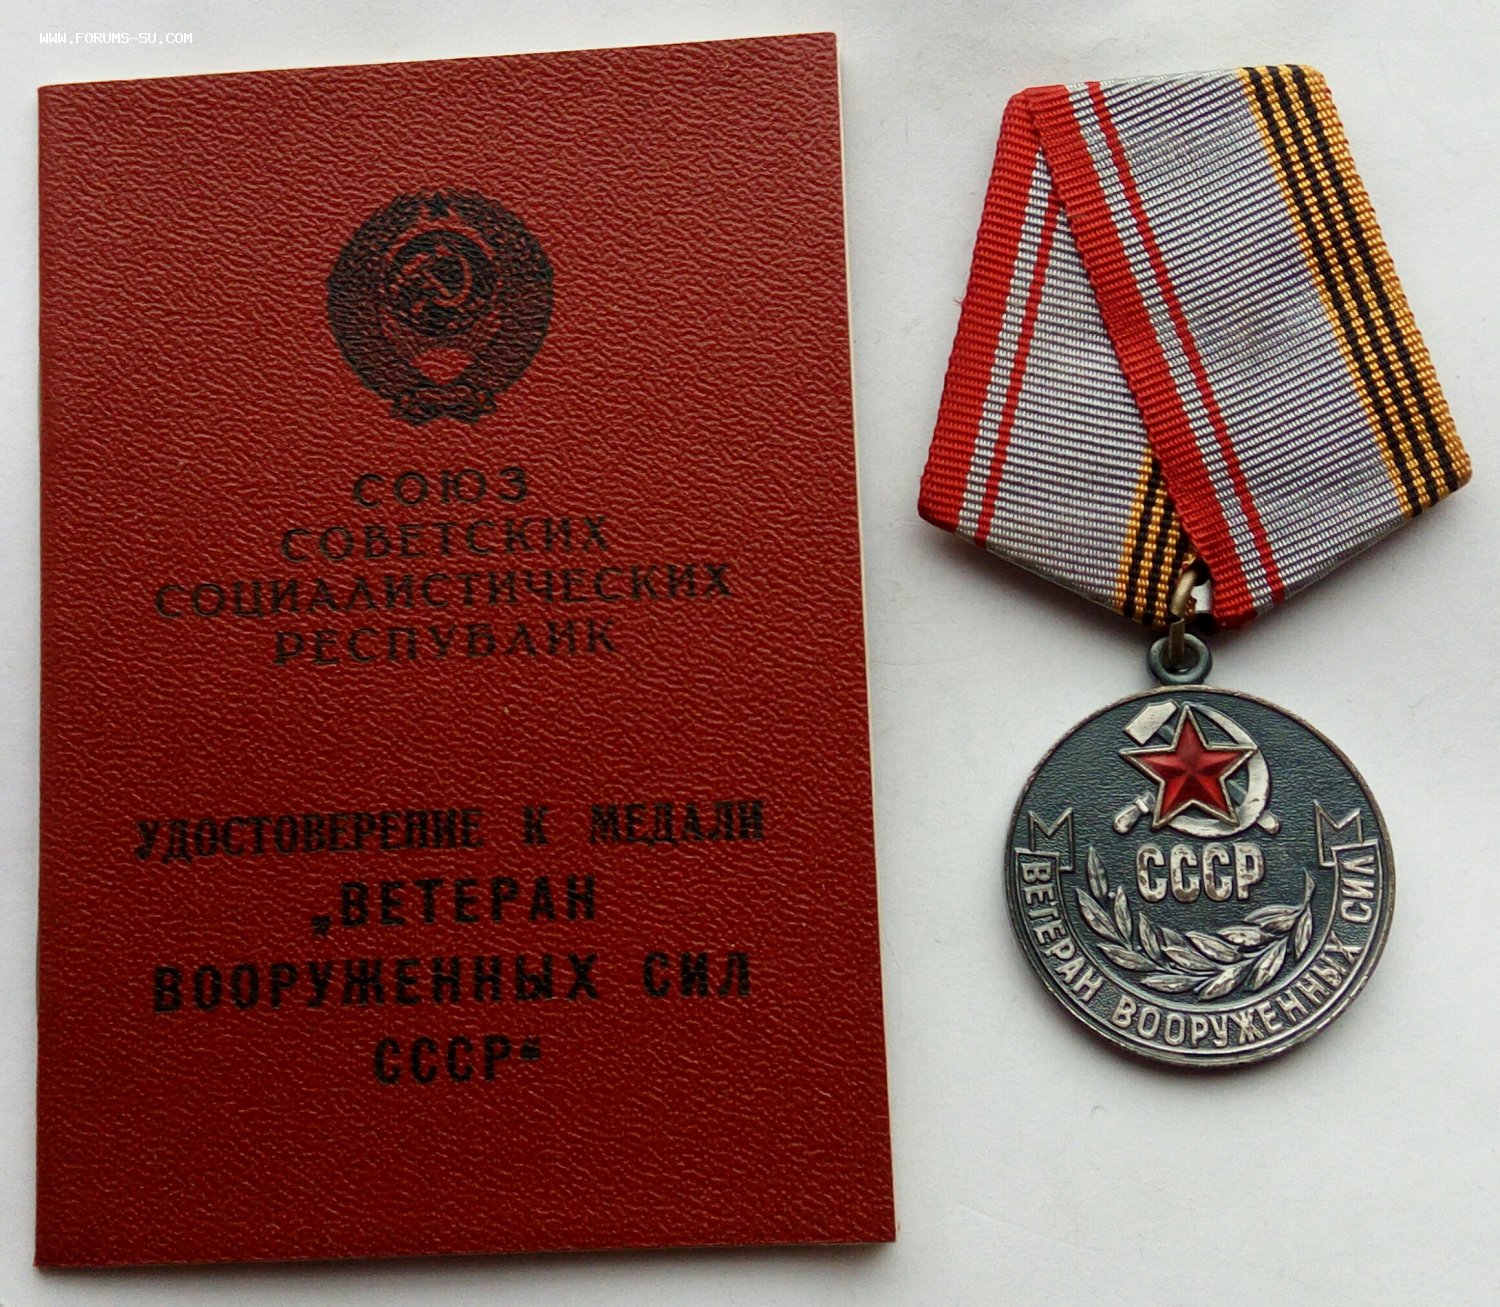 WWW.FORUMS-SU.COM
СОЮЗ
СОВЕТСКИХ
СОЦИАЛИСТИЧЕСКИХ
РЕСПУБЛИК
УДОСТОВЕРЕНИЕ К МЕДАЛИ
„ВЕТЕРАН
ВООРУЖЕННЫХ СИЛ
СССР“
СССР
ВЕТЕРАН ВООРУЖЕННЫХ СИЛ